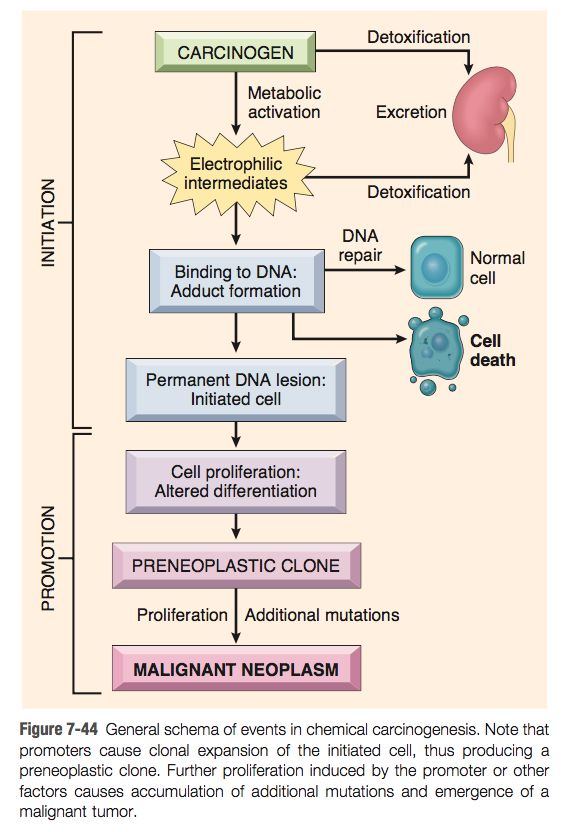 CARCINOGEN
Detoxification
Metabolic
activation
Excretion
Electrophilic
intermediates
Detoxification
INITIATION
Binding to DNA:
Adduct formation
DNA
repair
Normal
cell
Cell
death
Permanent DNA lesion:
Initiated cell
Cell proliferation:
Altered differentiation
PROMOTION
PRENEOPLASTIC CLONE
Proliferation
Additional mutations
MALIGNANT NEOPLASM
Figure 7-44 General schema of events in chemical carcinogenesis. Note that
promoters cause clonal expansion of the initiated cell, thus producing a
preneoplastic clone. Further proliferation induced by the promoter or other
factors causes accumulation of additional mutations and emergence of a
malignant tumor.